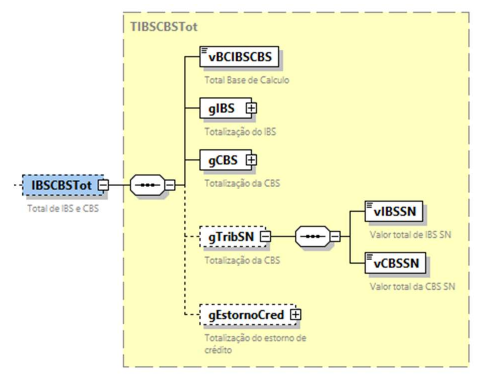 TIBSCBSTot
vBCIBSCBS
Total Base de Calculo
gIBS
Totalização do IBS
gCBS
Totalização da CBS
IBSCBSTot
Total de IBS e CBS
gTribSN
Totalização da CBS
vIBSSN
Valor total de IBS SN
vCBSSN
Valor total da CBS SN
gEstornoCred
Totalização do estorno de
crédito